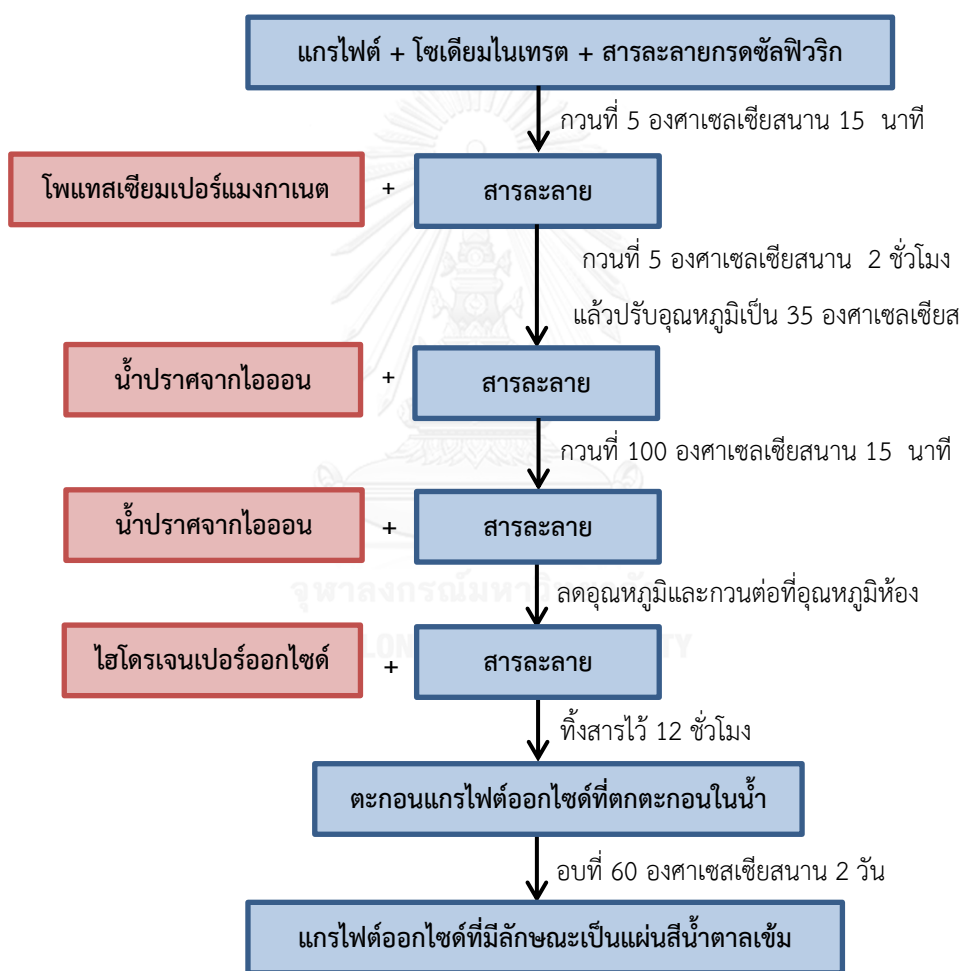 แกรไฟต์ + โซเดียมไนเทรต + สารละลายกรดซัลฟิวริก
กวนที่ 5 องศาเซลเซียสนาน 15 นาที
โพแทสเซียมเปอร์แมงกาเนต + สารละลาย
กวนที่ 5 องศาเซลเซียสนาน 2 ชั่วโมง
แล้วปรับอุณหภูมิเป็น 35 องศาเซลเซียส
น้ำปราศจากไอออน + สารละลาย
กวนที่ 100 องศาเซลเซียสนาน 15 นาที
น้ำปราศจากไอออน + สารละลาย
ลดอุณหภูมิและกวนต่อที่อุณหภูมิห้อง
ไฮโดรเจนเปอร์ออกไซด์ + สารละลาย
ทิ้งสารไว้ 12 ชั่วโมง
ตะกอนแกรไฟต์ออกไซด์ที่ตกตะกอนในน้ำ
อบที่ 60 องศาเซสเซียสนาน 2 วัน
แกรไฟต์ออกไซด์ที่มีลักษณะเป็นแผ่นสีน้ำตาลเข้ม